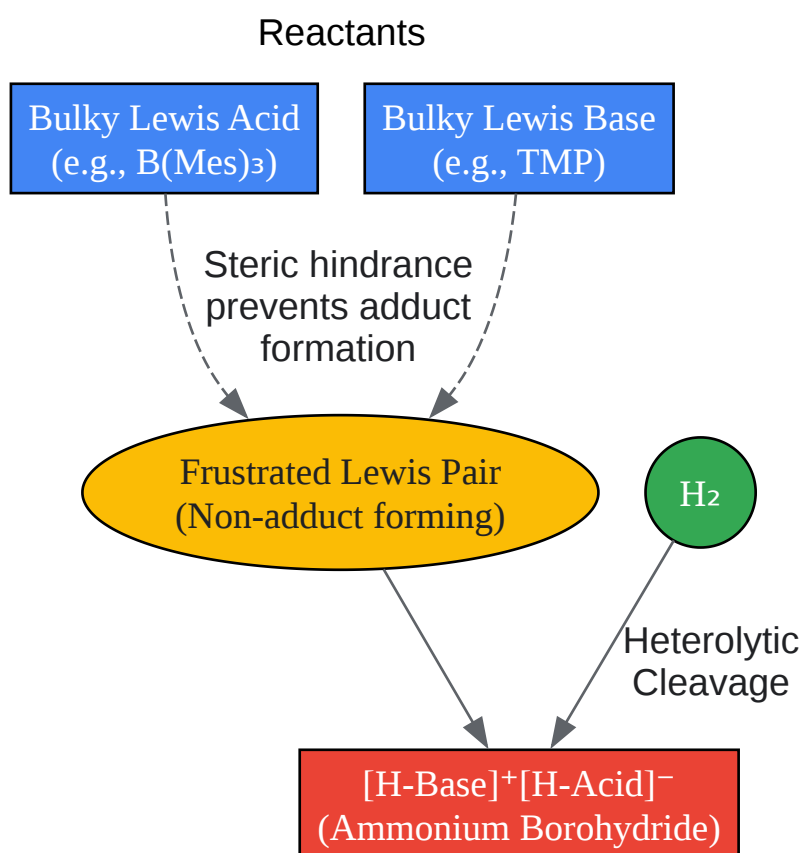 Reactants
Bulky Lewis Acid
(e.g., B(Mes)₃)
Bulky Lewis Base
(e.g., TMP)
Steric hindrance
prevents adduct
formation
Frustrated Lewis Pair
(Non-adduct forming)
H₂
Heterolytic
Cleavage
[H-Base]⁺[H-Acid]⁻
(Ammonium Borohydride)